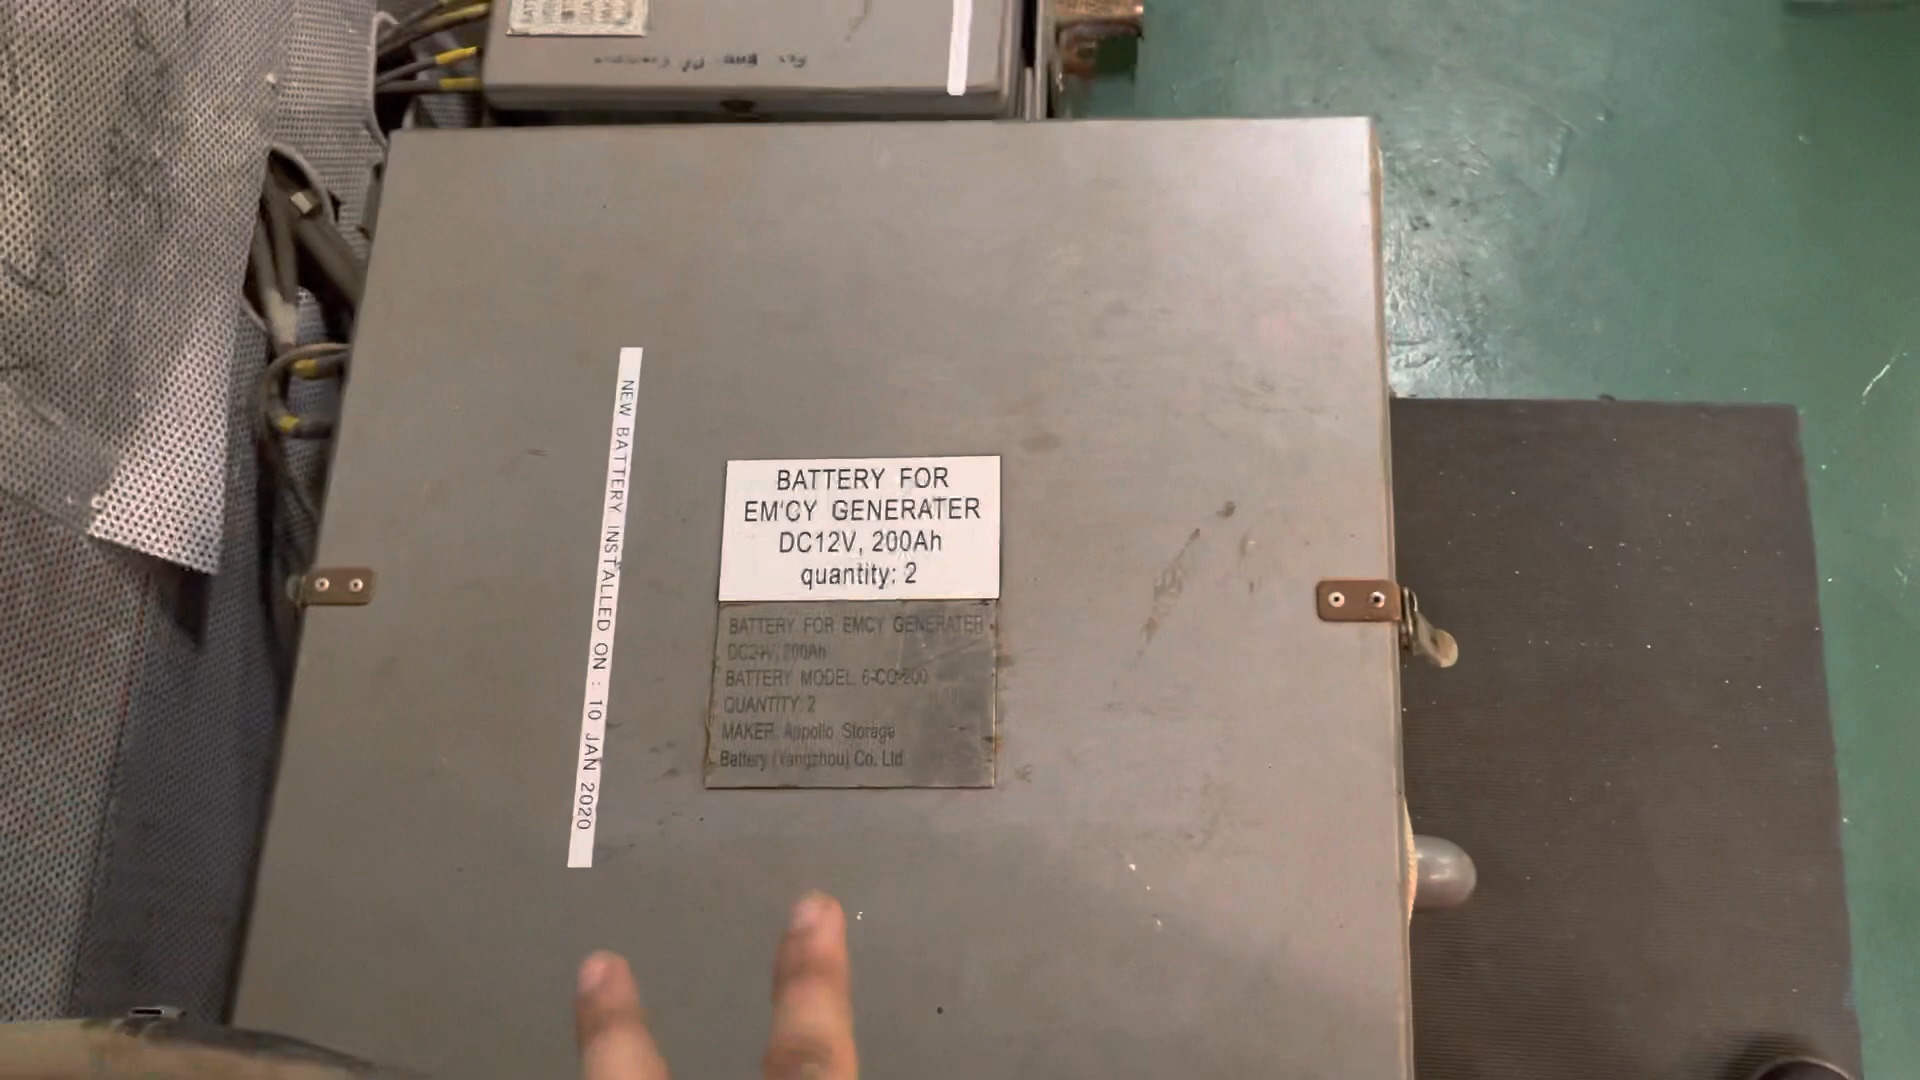 NEW BATTERY INSTALLED ON : 10 JAN 2020
BATTERY FOR
EM'CY GENERATER
DC12V, 200Ah
quantity: 2
BATTERY FOR EMCY GENERATER
DC24V, 200Ah
BATTERY MODEL: 6-CQ-200
QUANTITY: 2
MAKER: Appollo Storage
Battery (Yangzhou) Co. Ltd